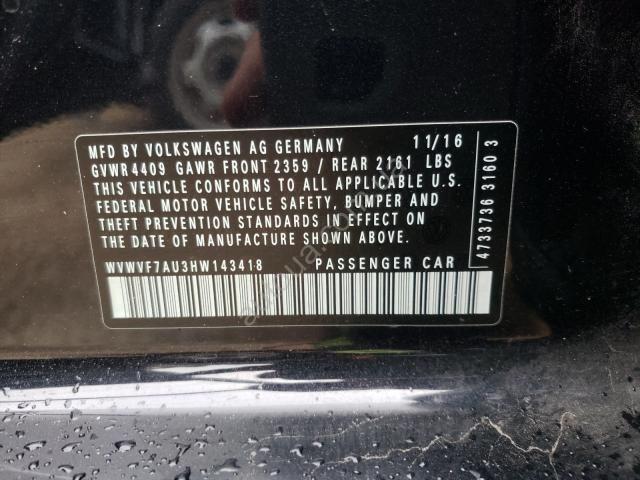 MFD BY VOLKSWAGEN AG GERMANY 11/16
GVWR 4409 GAWR FRONT 2359 / REAR 2161 LBS
THIS VEHICLE CONFORMS TO ALL APPLICABLE U.S.
FEDERAL MOTOR VEHICLE SAFETY, BUMPER AND
THEFT PREVENTION STANDARDS IN EFFECT ON
THE DATE OF MANUFACTURE SHOWN ABOVE.
WVWVF7AU3HW143418 PASSENGER CAR
4733736 3160 3